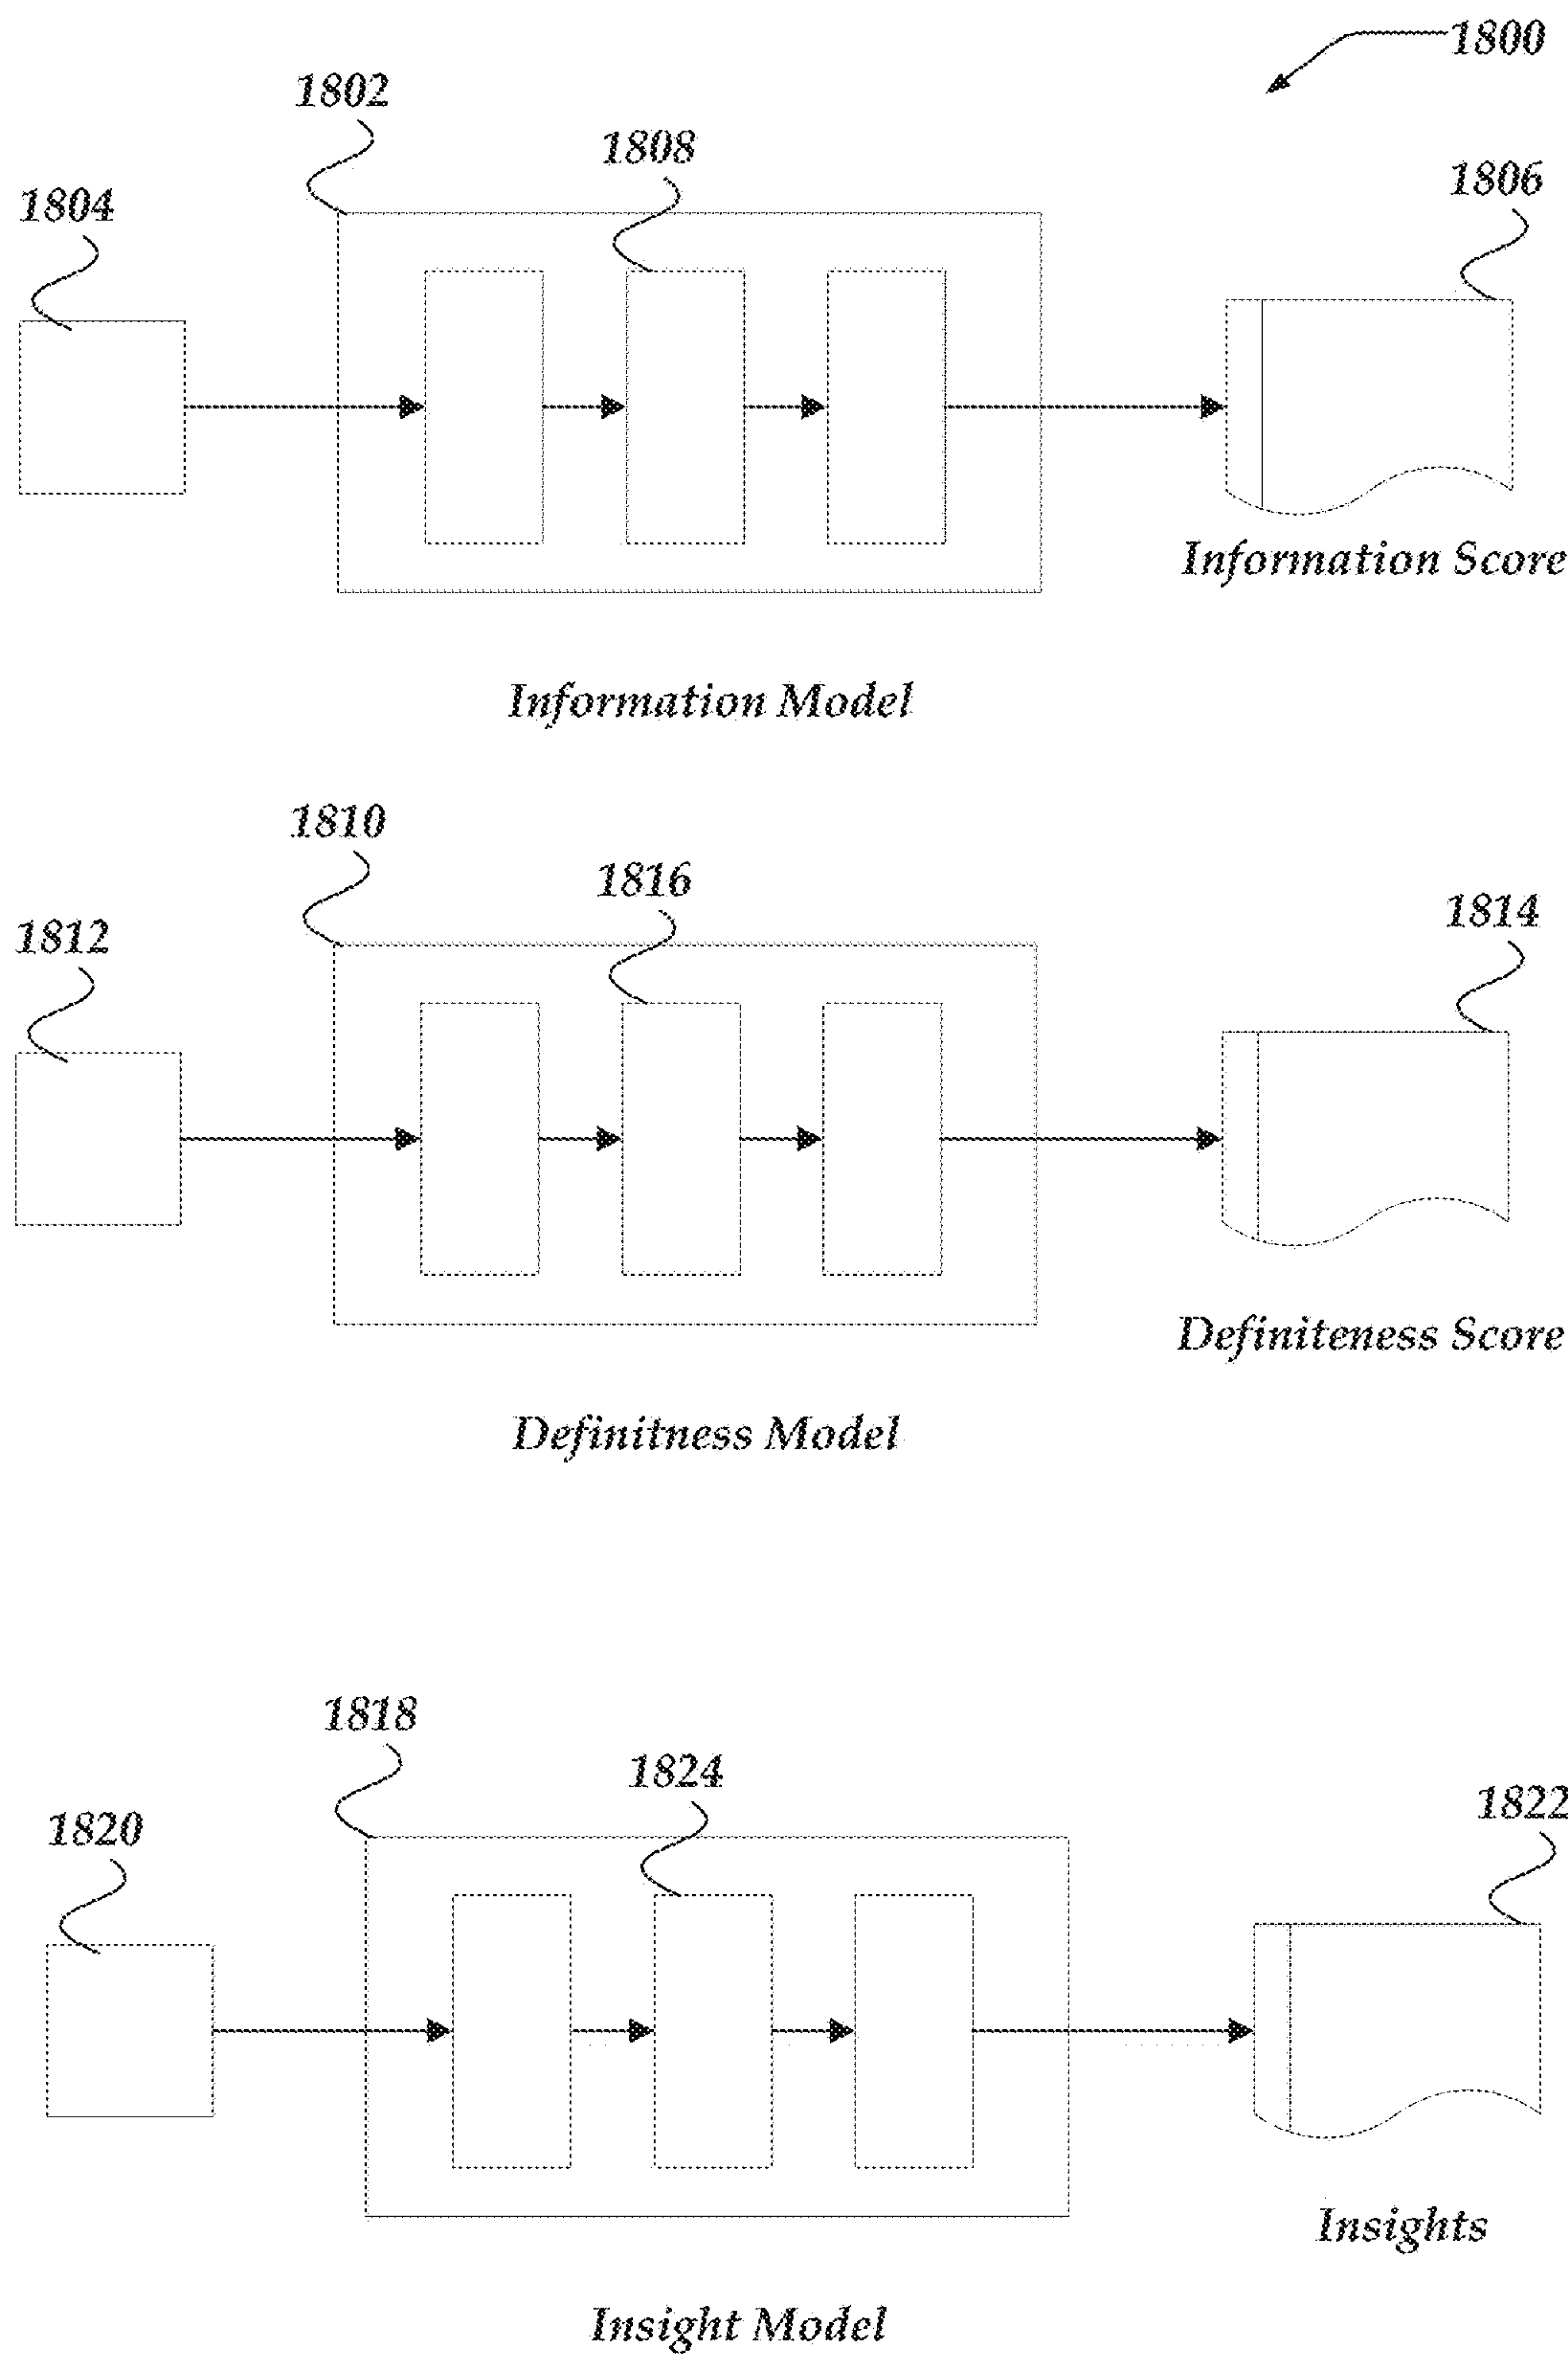 1800
1802
1808
1806
1804
Information Score
Information Model
1810
1816
1814
1812
Definiteness Score
Definitness Model
1818
1824
1822
1820
Insights
Insight Model